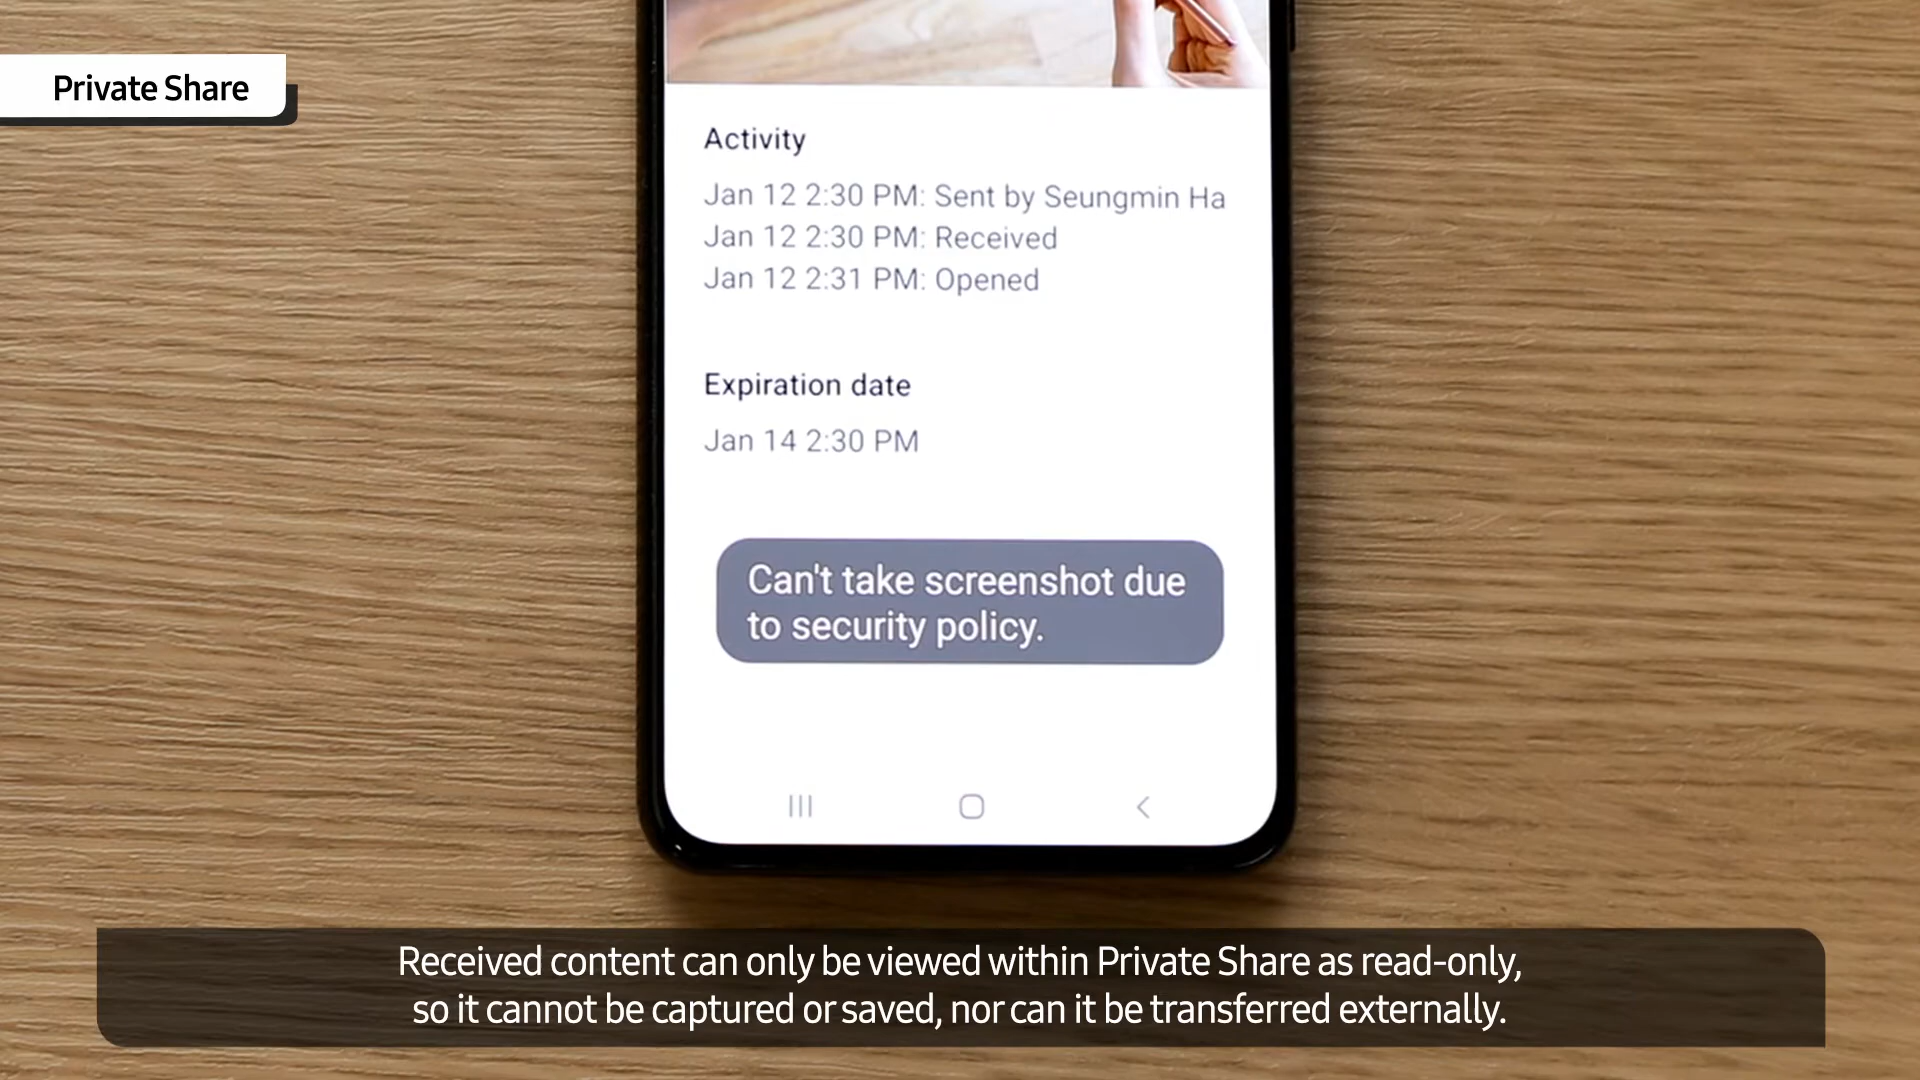 Private Share
Activity
Jan 12 2:30 PM: Sent by Seungmin Ha
Jan 12 2:30 PM: Received
Jan 12 2:31 PM: Opened
Expiration date
Jan 14 2:30 PM
Can't take screenshot due
to security policy.
Received content can only be viewed within Private Share as read-only,
so it cannot be captured or saved, nor can it be transferred externally.